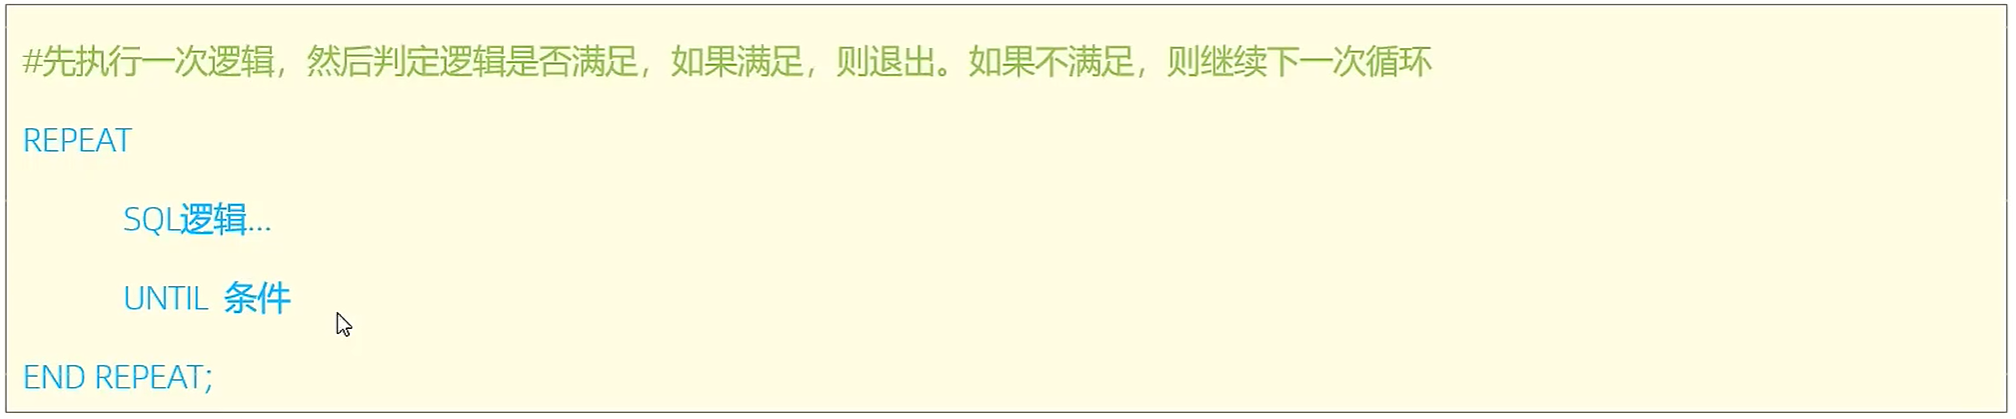 #先执行一次逻辑，然后判定逻辑是否满足，如果满足，则退出。如果不满足，则继续下一次循环
REPEAT
SQL逻辑...
UNTIL 条件
END REPEAT;